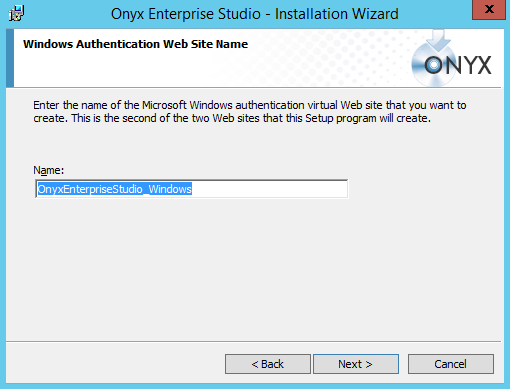 Onyx Enterprise Studio - Installation Wizard
x
Windows Authentication Web Site Name
ONYX
Enter the name of the Microsoft Windows authentication virtual Web site that you want to
create. This is the second of the two Web sites that this Setup program will create.
Name:
OnyxEnterpriseStudio_Windows
< Back
Next >
Cancel